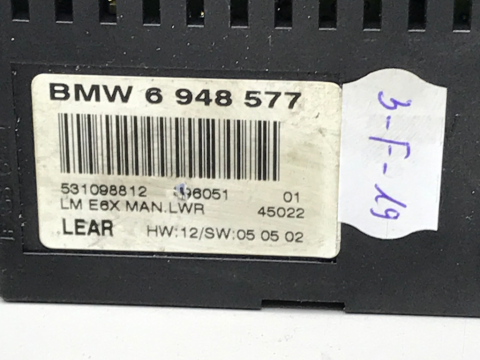 BMW 6 948 577
531098812 96051 01
LM E6X MAN.LWR 45022
LEAR HW:12/SW:05 05 02
3-F-19